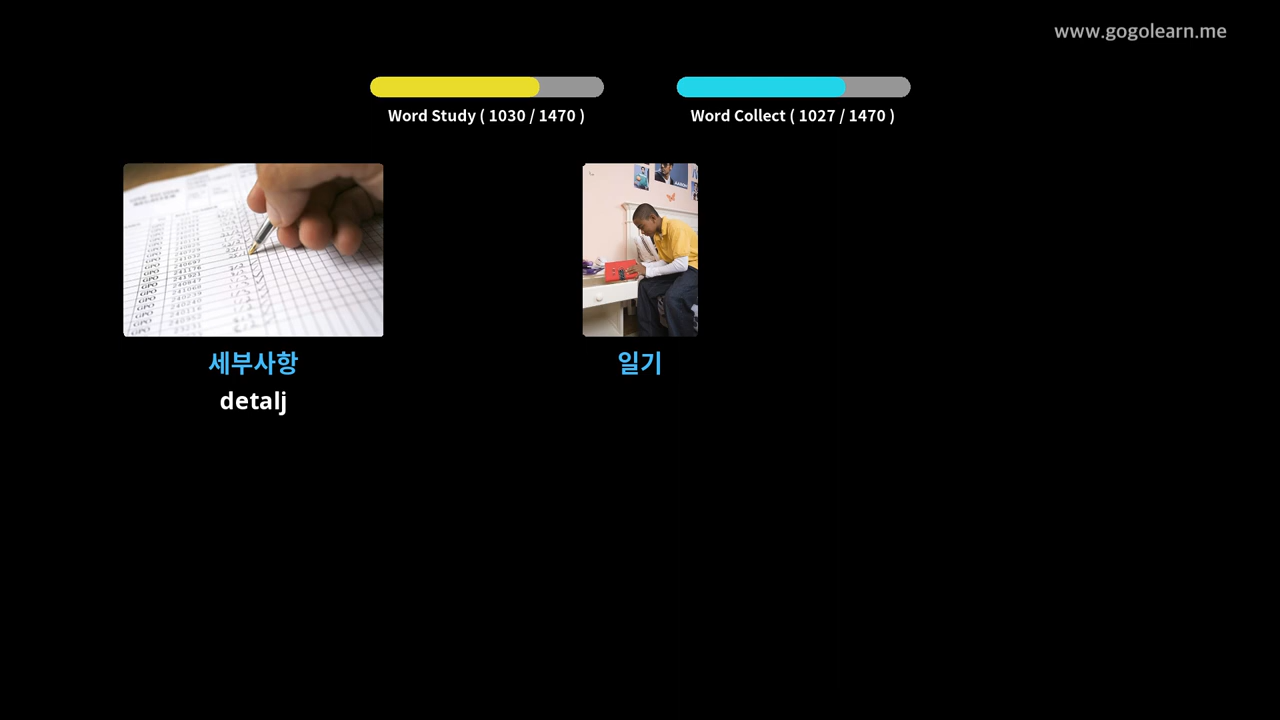 www.gogolearn.me
Word Study ( 1030 / 1470 )
Word Collect ( 1027 / 1470 )
세부사항
일기
detalj